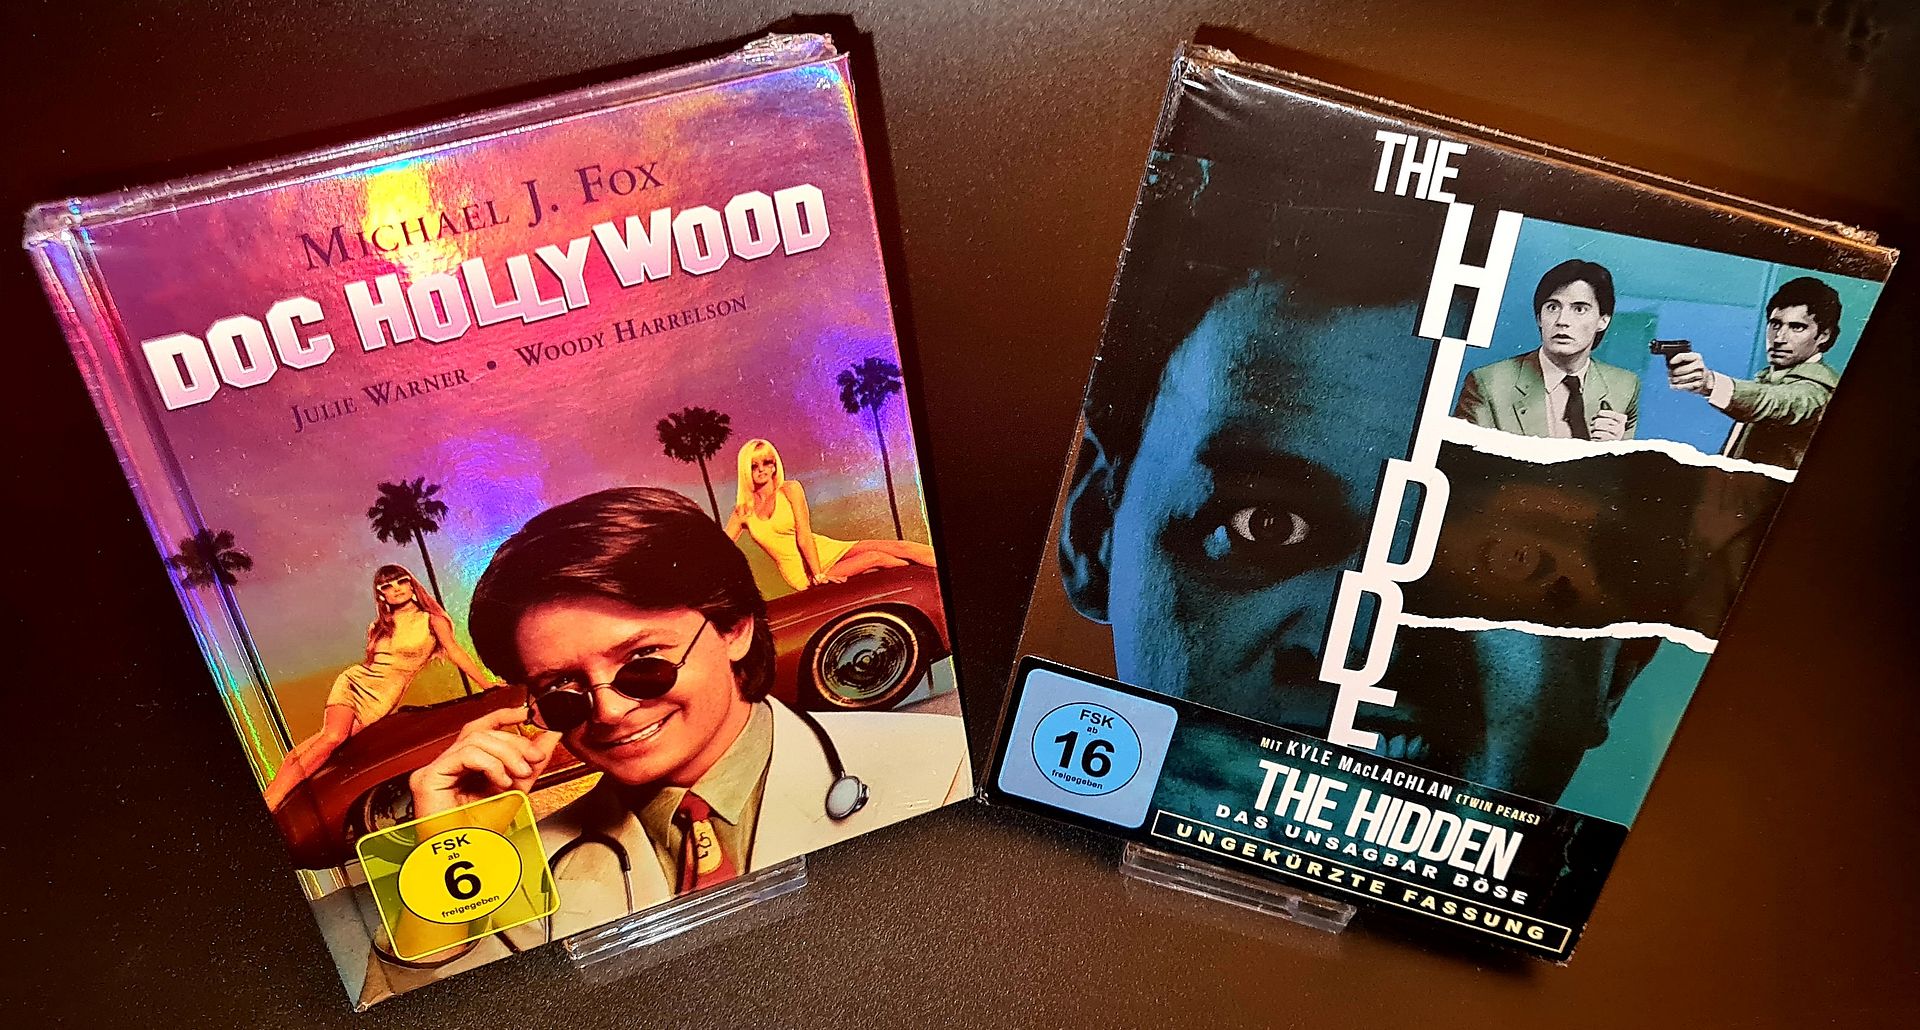 MICHAEL J. FOX
DOC HOLLYWOOD
JULIE WARNER • WOODY HARRELSON
FSK
ab
6
freigegeben
THE
HIDDEN
FSK
ab
16
freigegeben
MIT KYLE MACLACHLAN (TWIN PEAKS)
THE HIDDEN
DAS UNSAGBAR BÖSE
UNGEKÜRZTE FASSUNG